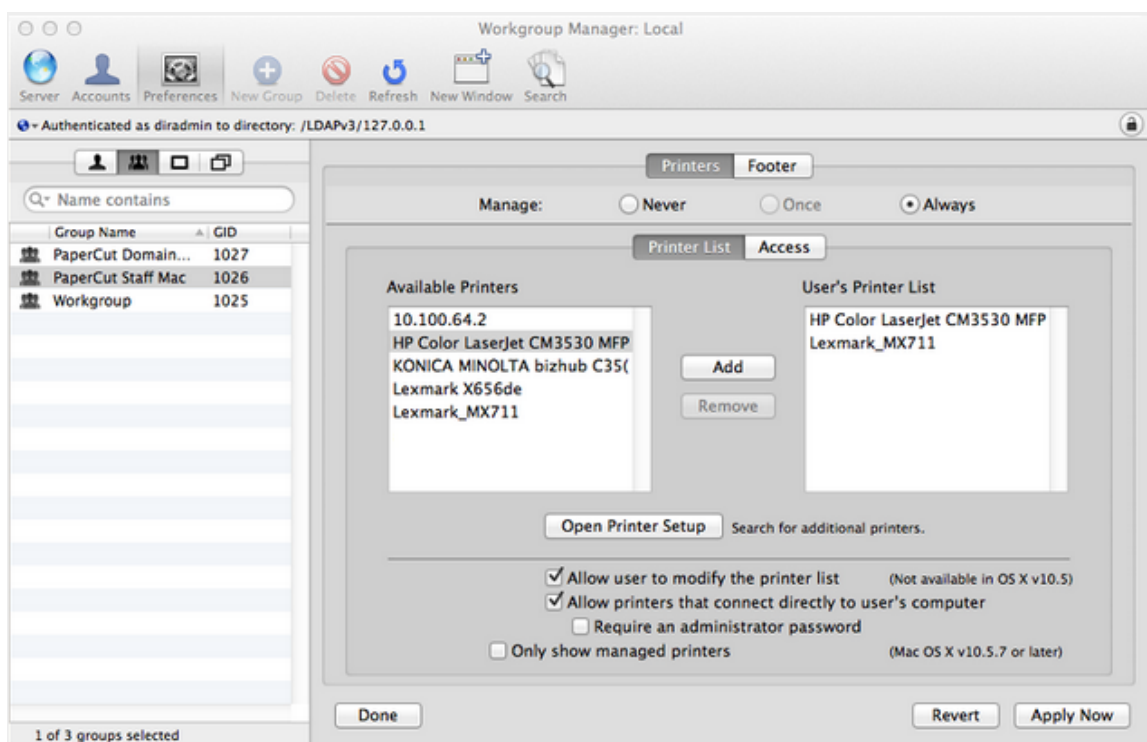 Workgroup Manager: Local
Server Accounts Preferences New Group Delete Refresh New Window Search
Authenticated as diradmin to directory: /LDAPv3/127.0.0.1
Printers Footer
Name contains
Manage: Never Once Always
Group Name GID
Printer List Access
PaperCut Domain... 1027
PaperCut Staff Mac 1026
Workgroup 1025
Available Printers User's Printer List
10.100.64.2
HP Color LaserJet CM3530 MFP
KONICA MINOLTA bizhub C35(
Lexmark X656de
Lexmark_MX711
Add
Remove
HP Color LaserJet CM3530 MFP
Lexmark_MX711
Open Printer Setup Search for additional printers.
Allow user to modify the printer list (Not available in OS X v10.5)
Allow printers that connect directly to user's computer
Require an administrator password
Only show managed printers (Mac OS X v10.5.7 or later)
Done Revert Apply Now
1 of 3 groups selected